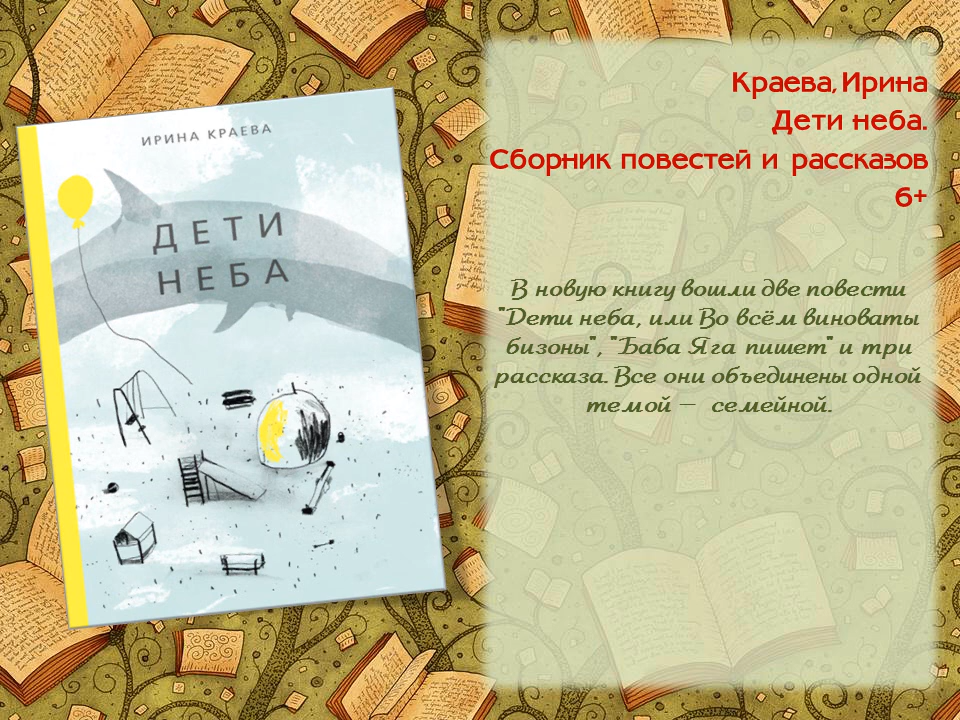 ИРИНА КРАЕВА
ДЕТИ
НЕБА
Краева, Ирина
Дети неба.
Сборник повестей и рассказов
6+
В новую книгу вошли две повести
"Дети неба, или Во всём виноваты
бизоны", "Баба Яга пишет" и три
рассказа. Все они объединены одной
темой — семейной.